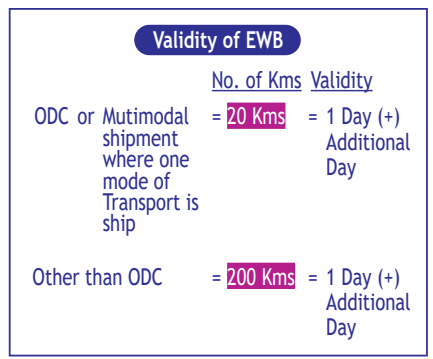 Validity of EWB
No. of Kms Validity
ODC or Mutimodal = 20 Kms = 1 Day (+)
shipment Additional
where one Day
mode of
Transport is
ship
Other than ODC = 200 Kms = 1 Day (+)
Additional
Day